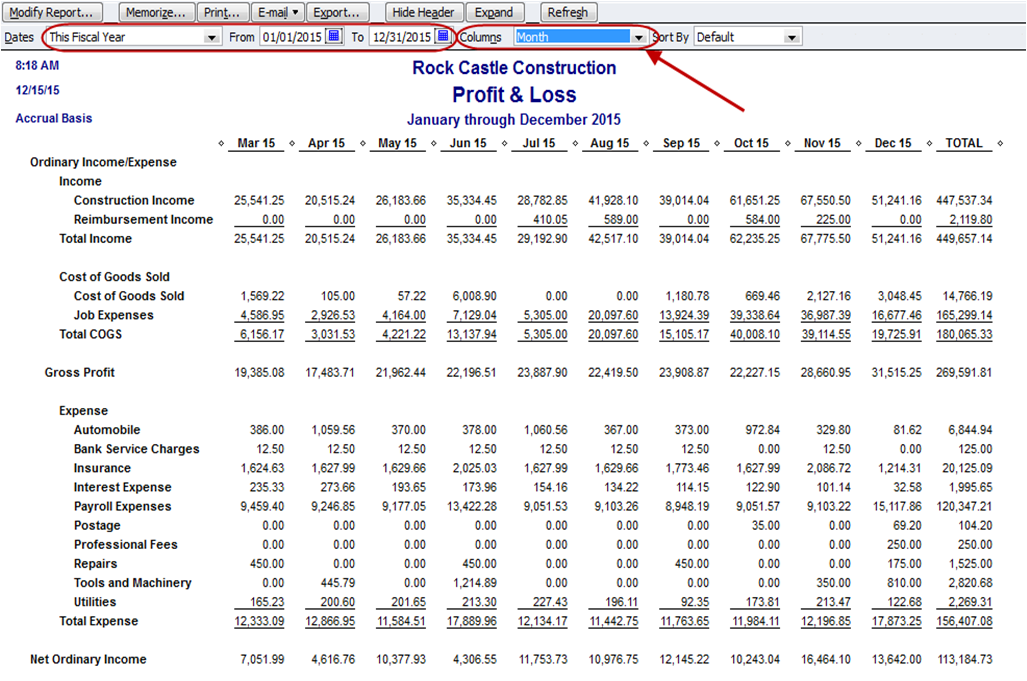 Modify Report... Memorize... Print... E-mail Export... Hide Header Expand Refresh
Dates This Fiscal Year From 01/01/2015 To 12/31/2015 Columns Month Sort By Default
8:18 AM Rock Castle Construction
12/15/15 Profit & Loss
Accrual Basis January through December 2015
Mar 15 Apr 15 May 15 Jun 15 Jul 15 Aug 15 Sep 15 Oct 15 Nov 15 Dec 15 TOTAL
Ordinary Income/Expense
Income
Construction Income 25,541.25 20,515.24 26,183.66 35,334.45 28,782.85 41,928.10 39,014.04 61,651.25 67,550.50 51,241.16 447,537.34
Reimbursement Income 0.00 0.00 0.00 0.00 410.05 589.00 0.00 584.00 225.00 0.00 2,119.80
Total Income 25,541.25 20,515.24 26,183.66 35,334.45 29,192.90 42,517.10 39,014.04 62,235.25 67,775.50 51,241.16 449,657.14
Cost of Goods Sold
Cost of Goods Sold 1,569.22 105.00 57.22 6,008.90 0.00 0.00 1,180.78 669.46 2,127.16 3,048.45 14,766.19
Job Expenses 4,586.95 2,926.53 4,164.00 7,129.04 5,305.00 20,097.60 13,924.39 39,338.64 36,987.39 16,677.46 165,299.14
Total COGS 6,156.17 3,031.53 4,221.22 13,137.94 5,305.00 20,097.60 15,105.17 40,008.10 39,114.55 19,725.91 180,065.33
Gross Profit 19,385.08 17,483.71 21,962.44 22,196.51 23,887.90 22,419.50 23,908.87 22,227.15 28,660.95 31,515.25 269,591.81
Expense
Automobile 386.00 1,059.56 370.00 378.00 1,060.56 367.00 373.00 972.84 329.80 81.62 6,844.94
Bank Service Charges 12.50 12.50 12.50 12.50 12.50 12.50 12.50 0.00 12.50 0.00 125.00
Insurance 1,624.63 1,627.99 1,629.66 2,025.03 1,627.99 1,629.66 1,773.46 1,627.99 2,086.72 1,214.31 20,125.09
Interest Expense 235.33 273.66 193.65 173.96 154.16 134.22 114.15 122.90 101.14 32.58 1,995.65
Payroll Expenses 9,459.40 9,246.85 9,177.05 13,422.28 9,051.53 9,103.26 8,948.19 9,051.57 9,103.22 15,117.86 120,347.21
Postage 0.00 0.00 0.00 0.00 0.00 0.00 0.00 35.00 0.00 69.20 104.20
Professional Fees 0.00 0.00 0.00 0.00 0.00 0.00 0.00 0.00 0.00 250.00 250.00
Repairs 450.00 0.00 0.00 450.00 0.00 0.00 450.00 0.00 0.00 175.00 1,525.00
Tools and Machinery 0.00 445.79 0.00 1,214.89 0.00 0.00 0.00 0.00 350.00 810.00 2,820.68
Utilities 165.23 200.60 201.65 213.30 227.43 196.11 92.35 173.81 213.47 122.68 2,269.31
Total Expense 12,333.09 12,866.95 11,584.51 17,889.96 12,134.17 11,442.75 11,763.65 11,984.11 12,196.85 17,873.25 156,407.08
Net Ordinary Income 7,051.99 4,616.76 10,377.93 4,306.55 11,753.73 10,976.75 12,145.22 10,243.04 16,464.10 13,642.00 113,184.73